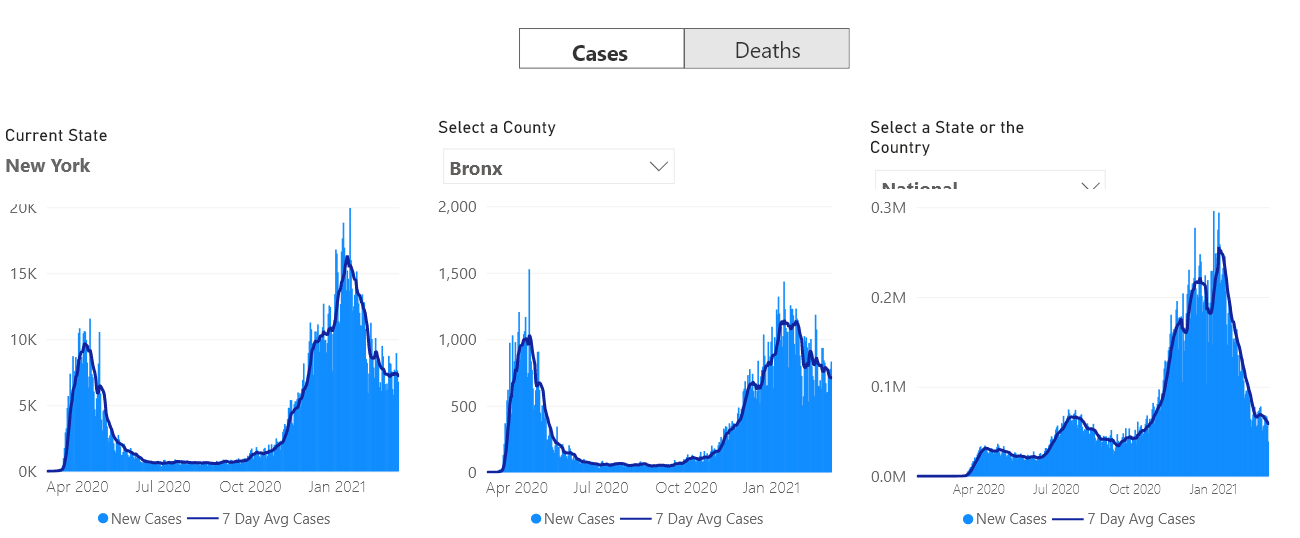 Cases
Deaths
Current State
New York
Select a County
Bronx
Select a State or the
Country
National
20K
15K
10K
5K
0K
Apr 2020
Jul 2020
Oct 2020
Jan 2021
New Cases
7 Day Avg Cases
2,000
1,500
1,000
500
0
Apr 2020
Jul 2020
Oct 2020
Jan 2021
New Cases
7 Day Avg Cases
0.3M
0.2M
0.1M
0.0M
Apr 2020
Jul 2020
Oct 2020
Jan 2021
New Cases
7 Day Avg Cases